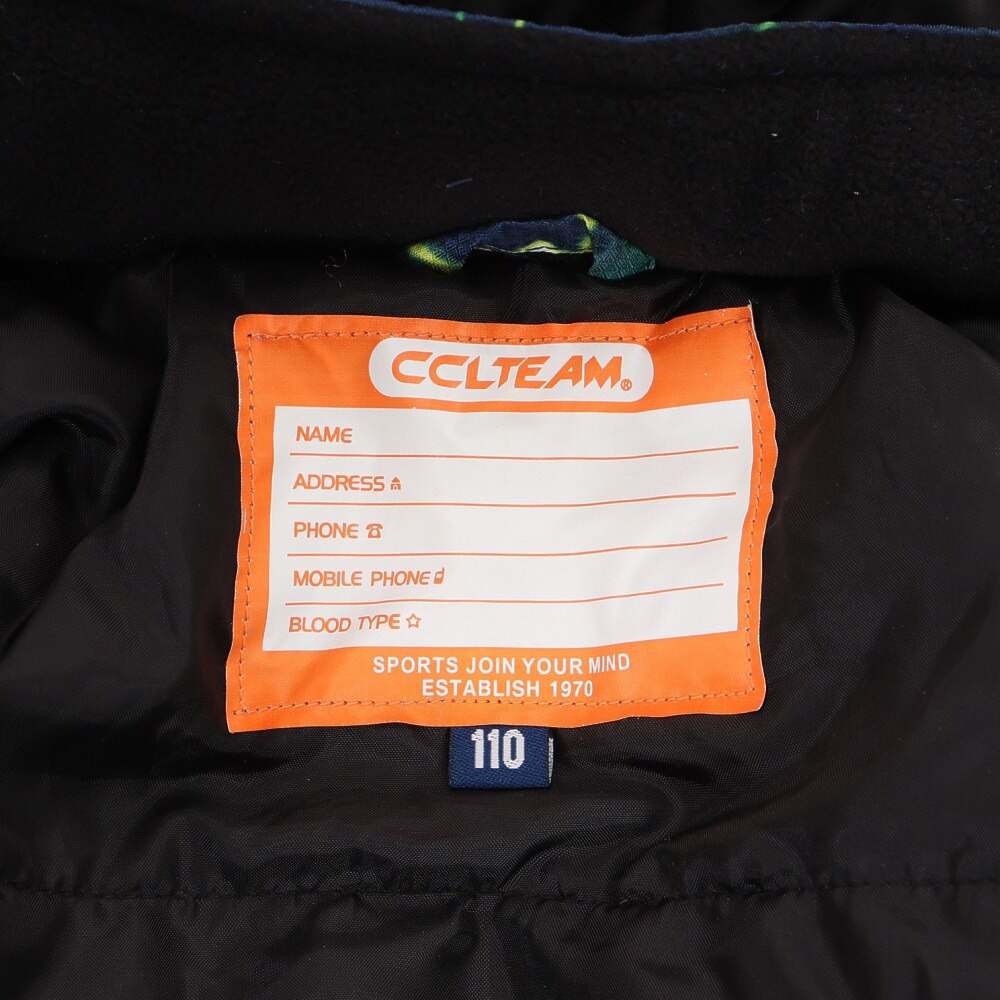 CCLTEAM®
NAME
ADDRESS
PHONE
MOBILE PHONE
BLOOD TYPE
SPORTS JOIN YOUR MIND
ESTABLISH 1970
110